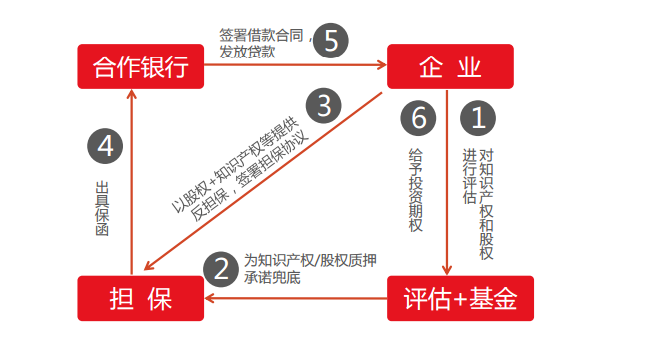 签署借款合同，
发放贷款
5
合作银行
企 业
3
以股权+知识产权等提供
反担保，签署担保协议
4
出具保函
6
给予投资期权
1
对知识产权和股权
进行评估
2
为知识产权/股权质押
承诺兜底
担 保
评估+基金